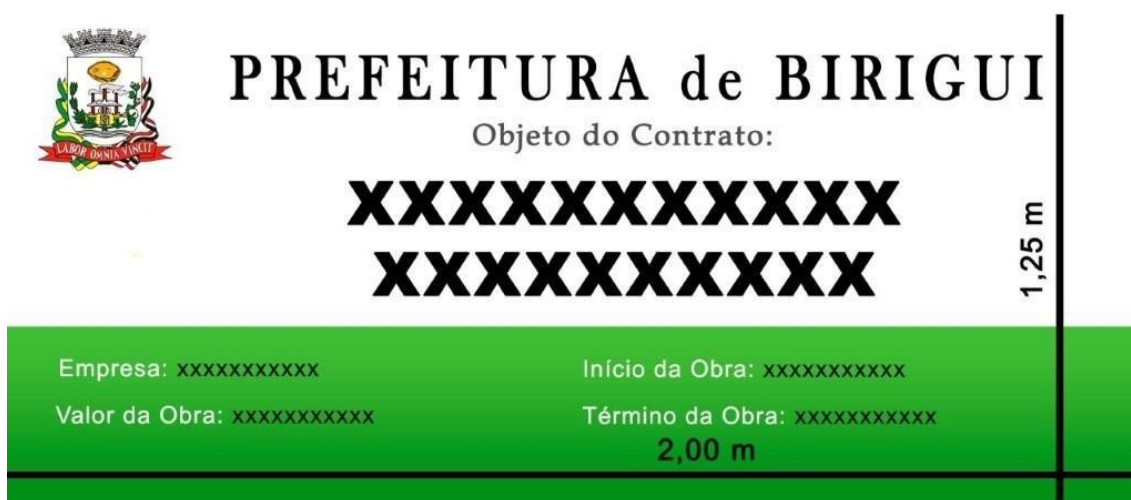 PREFEITURA de BIRIGUI
Objeto do Contrato:
LABOR OMNIA VINCIT
XXXXXXXXXXX
XXXXXXXXXX
1,25 m
Empresa: xxxxxxxxxxx
Início da Obra: xxxxxxxxxxx
Valor da Obra: xxxxxxxxxxx
Término da Obra: xxxxxxxxxxx
2,00 m